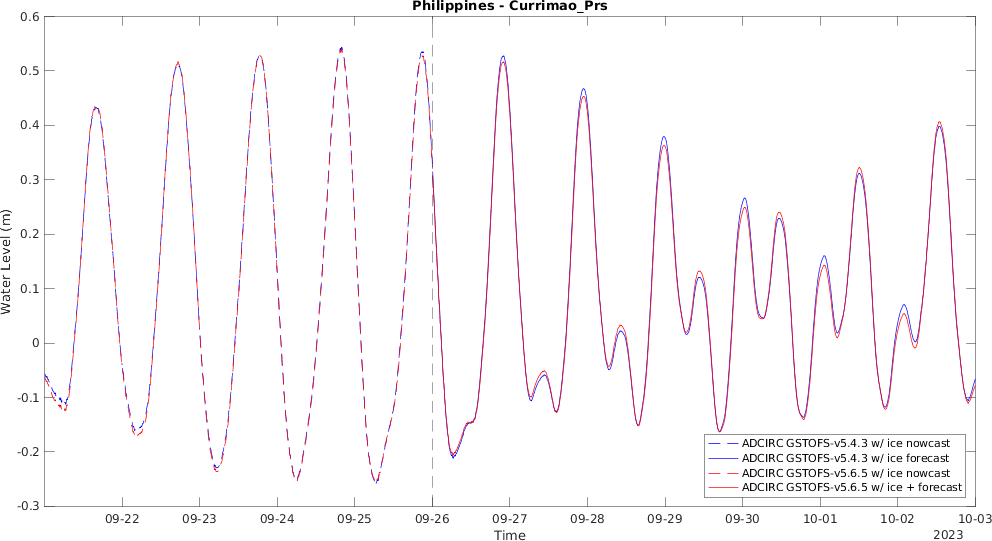 Philippines - Currimao_Prs
0.6
0.5
0.4
0.3
0.2
0.1
0
-0.1
-0.2
-0.3
Water Level (m)
ADCIRC GSTOFS-v5.4.3 w/ ice nowcast
ADCIRC GSTOFS-v5.4.3 w/ ice forecast
ADCIRC GSTOFS-v5.6.5 w/ ice nowcast
ADCIRC GSTOFS-v5.6.5 w/ ice + forecast
09-22 09-23 09-24 09-25 09-26 09-27 09-28 09-29 09-30 10-01 10-02 10-03
Time
2023